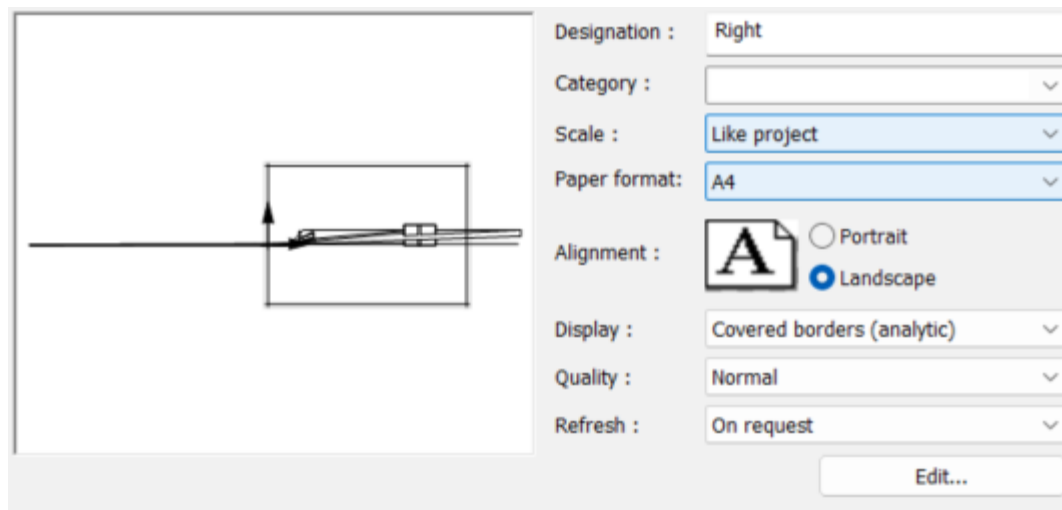 Designation : Right
Category :
Scale : Like project
Paper format: A4
Alignment : A Portrait
Landscape
Display : Covered borders (analytic)
Quality : Normal
Refresh : On request
Edit...